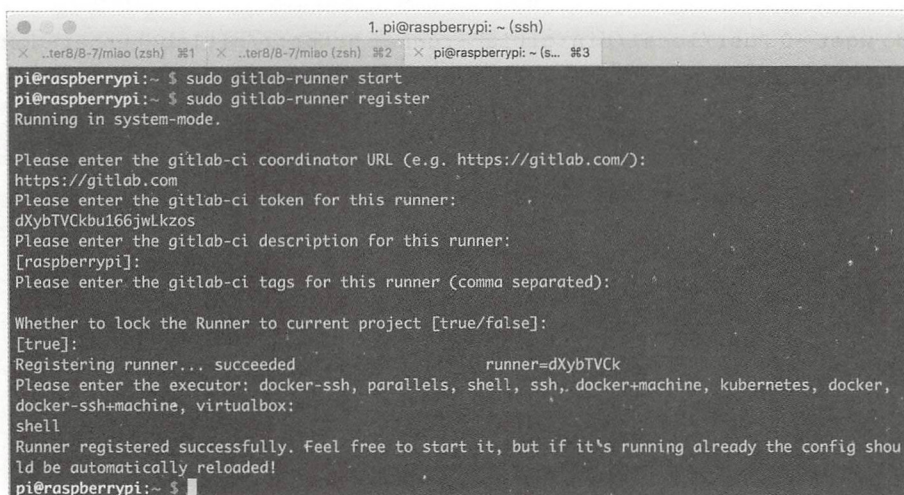 1. pi@raspberrypi: ~ (ssh)
× ..ter8/8-7/miao (zsh) ⌘1 × ..ter8/8-7/miao (zsh) ⌘2 × pi@raspberrypi: ~ (s... ⌘3
pi@raspberrypi:~ $ sudo gitlab-runner start
pi@raspberrypi:~ $ sudo gitlab-runner register
Running in system-mode.
Please enter the gitlab-ci coordinator URL (e.g. https://gitlab.com/):
https://gitlab.com
Please enter the gitlab-ci token for this runner:
dXybTVCkbu166jwLkzos
Please enter the gitlab-ci description for this runner:
[raspberrypi]:
Please enter the gitlab-ci tags for this runner (comma separated):
Whether to lock the Runner to current project [true/false]:
[true]:
Registering runner... succeeded runner=dXybTVCk
Please enter the executor: docker-ssh, parallels, shell, ssh, docker+machine, kubernetes, docker,
docker-ssh+machine, virtualbox:
shell
Runner registered successfully. Feel free to start it, but if it's running already the config shou
ld be automatically reloaded!
pi@raspberrypi:~ $